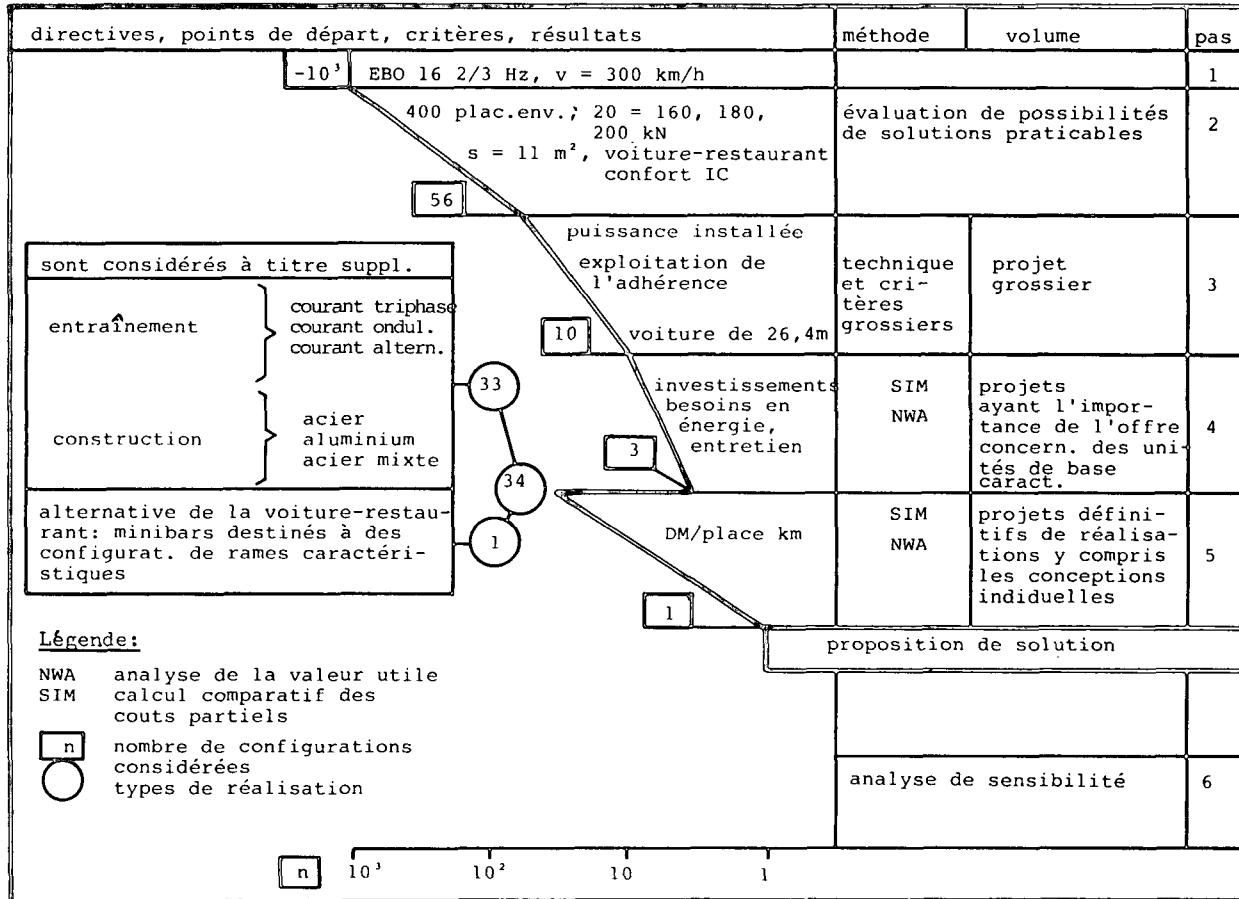 directives, points de départ, critères, résultats
méthode
volume
pas
-10³
EBO 16 2/3 Hz, v = 300 km/h
1
400 plac.env.; 20 = 160, 180,
200 kN
s = 11 m², voiture-restaurant
confort IC
évaluation de possibilités
de solutions praticables
2
56
puissance installée
exploitation de
l'adhérence
voiture de 26,4m
technique
et cri-
tères
grossiers
projet
grossier
3
10
investissements
besoins en
énergie,
entretien
SIM
NWA
projets
ayant l'impor-
tance de l'offre
concern. des uni-
tés de base
caract.
4
3
DM/place km
SIM
NWA
projets défini-
tifs de réalisa-
tions y compris
les conceptions
indiduelles
5
1
proposition de solution
analyse de sensibilité
6
sont considérés à titre suppl.
entraînement
courant triphase
courant ondul.
courant altern.
construction
acier
aluminium
acier mixte
alternative de la voiture-restau-
rant: minibars destinés à des
configurat. de rames caractéri-
stiques
33
34
1
Légende:
NWA analyse de la valeur utile
SIM calcul comparatif des
couts partiels
n nombre de configurations
considérées
types de réalisation
n 10³ 10² 10 1